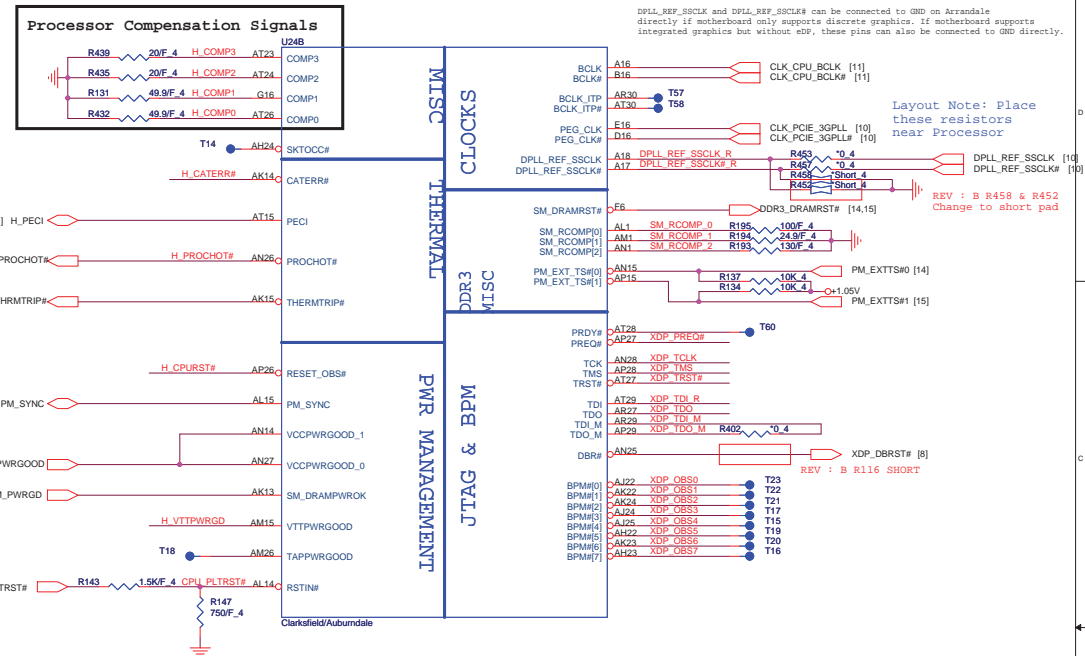 DPLL_REF_SSCLK and DPLL_REF_SSCLK# can be connected to GND on Arrandale
directly if motherboard only supports discrete graphics. If motherboard supports
integrated graphics but without eDP, these pins can also be connected to GND directly.
Processor Compensation Signals
U24B
R439 20/F_4 H_COMP3 AT23 COMP3
R435 20/F_4 H_COMP2 AT24 COMP2
R131 49.9/F_4 H_COMP1 G16 COMP1
R432 49.9/F_4 H_COMP0 AT26 COMP0
T14 AH24 SKTOCC#
H_CATERR# AK14 CATERR#
] H_PECI AT15 PECI
PROCHOT# H_PROCHOT# AN26 PROCHOT#
HRMTRIP# AK15 THERMTRIP#
H_CPURST# AP26 RESET_OBS#
PM_SYNC AL15 PM_SYNC
AN14 VCCPWRGOOD_1
PWRGOOD AN27 VCCPWRGOOD_0
_PWRGD AK13 SM_DRAMPWROK
H_VTTPWRGD AM15 VTTPWRGOOD
T18 AM26 TAPPWRGOOD
TRST# R143 1.5K/F_4 CPU_PLTRST# AL14 RSTIN#
R147
750/F_4
Clarksfield/Auburndale
MISC
THERMAL
PWR MANAGEMENT
CLOCKS
DDR3
MISC
JTAG & BPM
BCLK A16 CLK_CPU_BCLK [11]
BCLK# B16 CLK_CPU_BCLK# [11]
BCLK_ITP AR30 T57
BCLK_ITP# AT30 T58
PEG_CLK E16 CLK_PCIE_3GPLL [10]
PEG_CLK# D16 CLK_PCIE_3GPLL# [10]
Layout Note: Place
these resistors
near Processor
DPLL_REF_SSCLK A18 DPLL_REF_SSCLK_R R453 *0_4 DPLL_REF_SSCLK [10]
DPLL_REF_SSCLK# A17 DPLL_REF_SSCLK#_R R457 *0_4 DPLL_REF_SSCLK# [10]
R458 *Short_4
R452 *Short_4
REV : B R458 & R452
Change to short pad
SM_DRAMRST# F6 DDR3_DRAMRST# [14,15]
SM_RCOMP[0] AL1 SM_RCOMP_0 R195 100/F_4
SM_RCOMP[1] AM1 SM_RCOMP_1 R194 24.9/F_4
SM_RCOMP[2] AN1 SM_RCOMP_2 R193 130/F_4
PM_EXT_TS#[0] AN15 PM_EXTTS#0 [14]
PM_EXT_TS#[1] AP15 R137 10K_4
R134 10K_4 +1.05V
PM_EXTTS#1 [15]
PRDY# AT28 T60
PREQ# AP27 XDP_PREQ#
TCK AN28 XDP_TCLK
TMS AP28 XDP_TMS
TRST# AT27 XDP_TRST#
TDI AT29 XDP_TDI_R
TDO AR27 XDP_TDO
TDI_M AR29 XDP_TDI_M
TDO_M AP29 XDP_TDO_M R402 *0_4
DBR# AN25 XDP_DBRST# [8]
REV : B R116 SHORT
BPM#[0] AJ22 XDP_OBS0 T23
BPM#[1] AK22 XDP_OBS1 T22
BPM#[2] AK24 XDP_OBS2 T21
BPM#[3] AJ24 XDP_OBS3 T17
BPM#[4] AJ25 XDP_OBS4 T15
BPM#[5] AH22 XDP_OBS5 T19
BPM#[6] AK23 XDP_OBS6 T20
BPM#[7] AH23 XDP_OBS7 T16
D
C